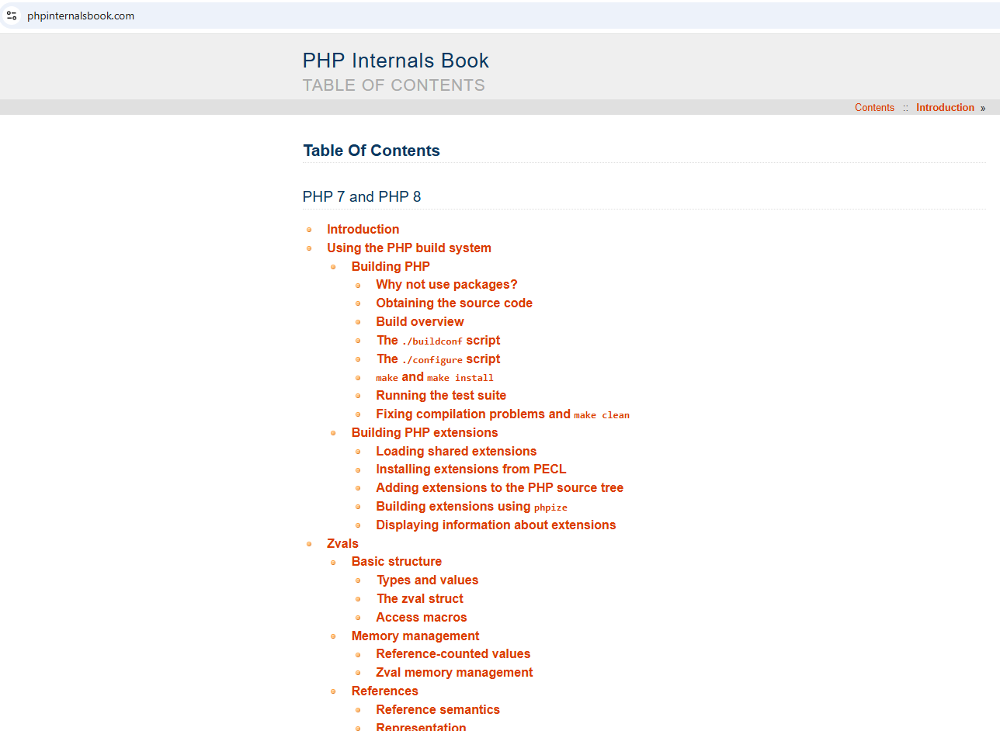 phpinternalsbook.com
PHP Internals Book
TABLE OF CONTENTS
Contents :: Introduction »
Table Of Contents
PHP 7 and PHP 8
Introduction
Using the PHP build system
Building PHP
Why not use packages?
Obtaining the source code
Build overview
The ./buildconf script
The ./configure script
make and make install
Running the test suite
Fixing compilation problems and make clean
Building PHP extensions
Loading shared extensions
Installing extensions from PECL
Adding extensions to the PHP source tree
Building extensions using phpize
Displaying information about extensions
Zvals
Basic structure
Types and values
The zval struct
Access macros
Memory management
Reference-counted values
Zval memory management
References
Reference semantics
Representation